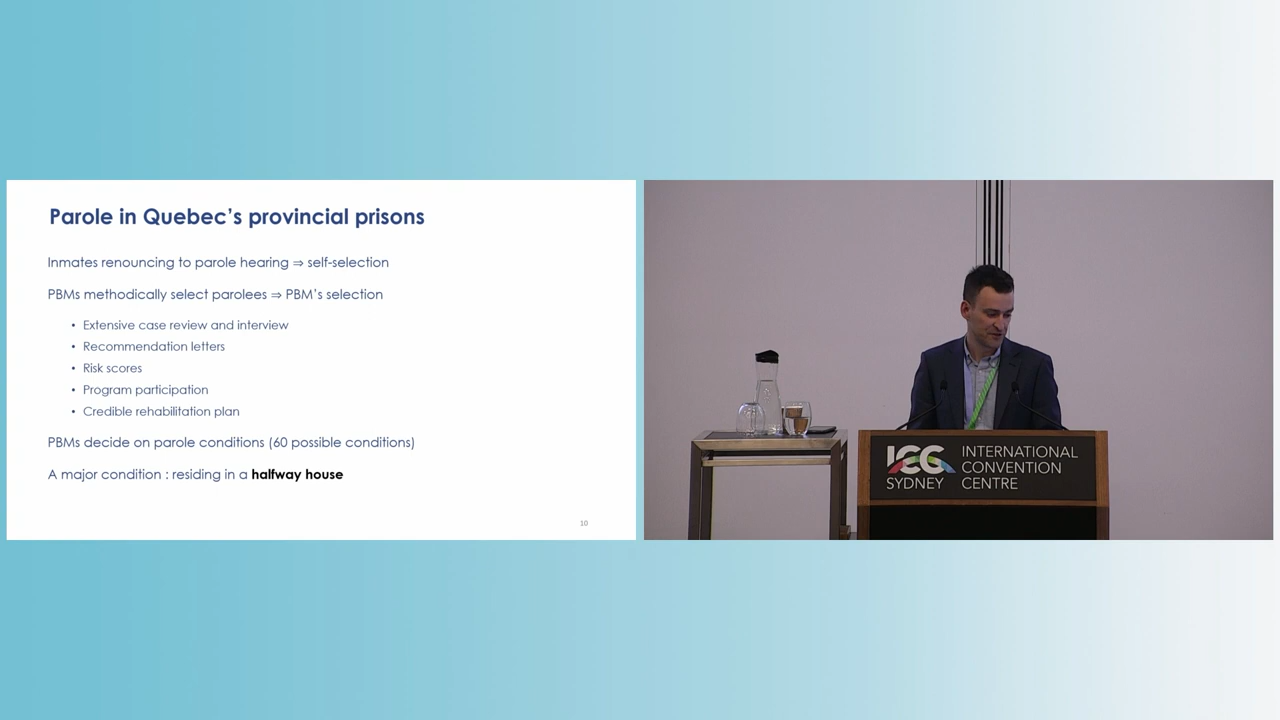 Parole in Quebec's provincial prisons
Inmates renouncing to parole hearing ⇒ self-selection
PBMs methodically select parolees ⇒ PBM's selection
• Extensive case review and interview
• Recommendation letters
• Risk scores
• Program participation
• Credible rehabilitation plan
PBMs decide on parole conditions (60 possible conditions)
A major condition : residing in a halfway house
10
ICC
SYDNEY
INTERNATIONAL
CONVENTION
CENTRE